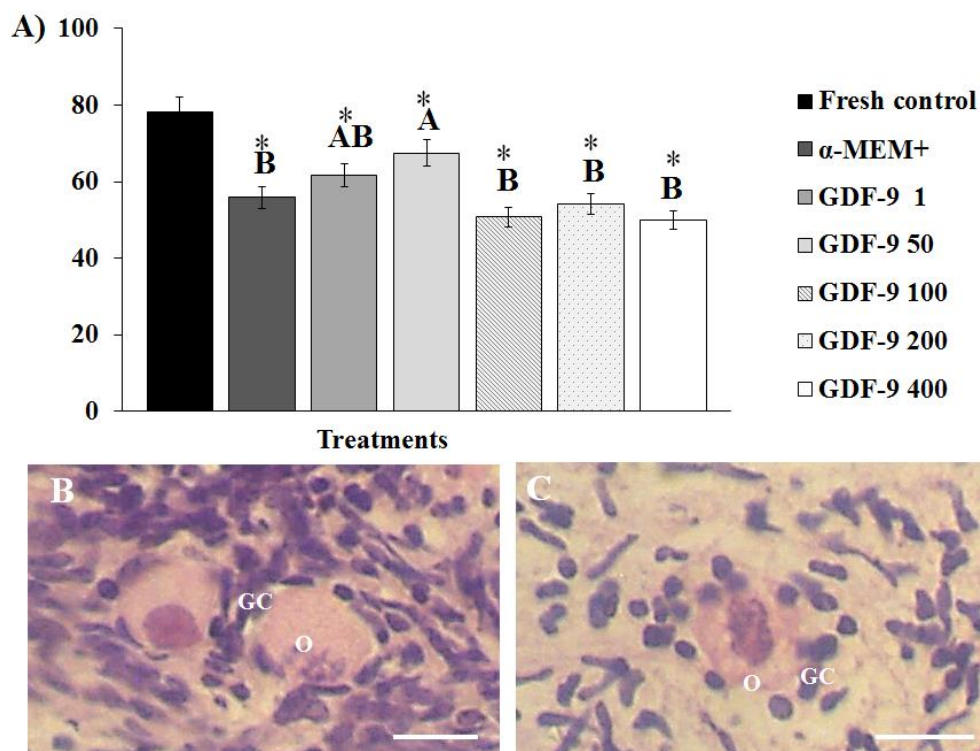 A)
100
80
60
40
20
0
*
B
*
AB
*
A
*
B
*
B
*
B
Treatments
Fresh control
α-MEM+
GDF-9 1
GDF-9 50
GDF-9 100
GDF-9 200
GDF-9 400
B
GC
O
C
GC
O